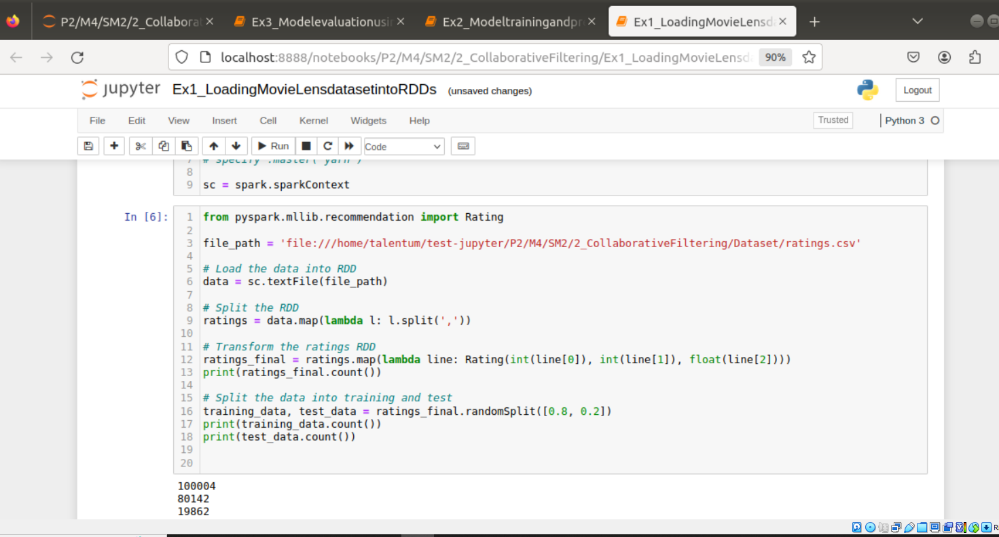 P2/M4/SM2/2_Collaborat
Ex3_Modelevaluationusin
Ex2_Modeltrainingandpr
Ex1_LoadingMovieLensda
localhost:8888/notebooks/P2/M4/SM2/2_CollaborativeFiltering/Ex1_LoadingMovieLensda
90%
jupyter Ex1_LoadingMovieLensdatasetintoRDDs (unsaved changes)
Logout
File Edit View Insert Cell Kernel Widgets Help
Trusted
Python 3
Run
Code
7 # specify .master("yarn")
8
9 sc = spark.sparkContext
In [6]:
1 from pyspark.mllib.recommendation import Rating
2
3 file_path = 'file:///home/talentum/test-jupyter/P2/M4/SM2/2_CollaborativeFiltering/Dataset/ratings.csv'
4
5 # Load the data into RDD
6 data = sc.textFile(file_path)
7
8 # Split the RDD
9 ratings = data.map(lambda l: l.split(','))
10
11 # Transform the ratings RDD
12 ratings_final = ratings.map(lambda line: Rating(int(line[0]), int(line[1]), float(line[2])))
13 print(ratings_final.count())
14
15 # Split the data into training and test
16 training_data, test_data = ratings_final.randomSplit([0.8, 0.2])
17 print(training_data.count())
18 print(test_data.count())
19
20
100004
80142
19862